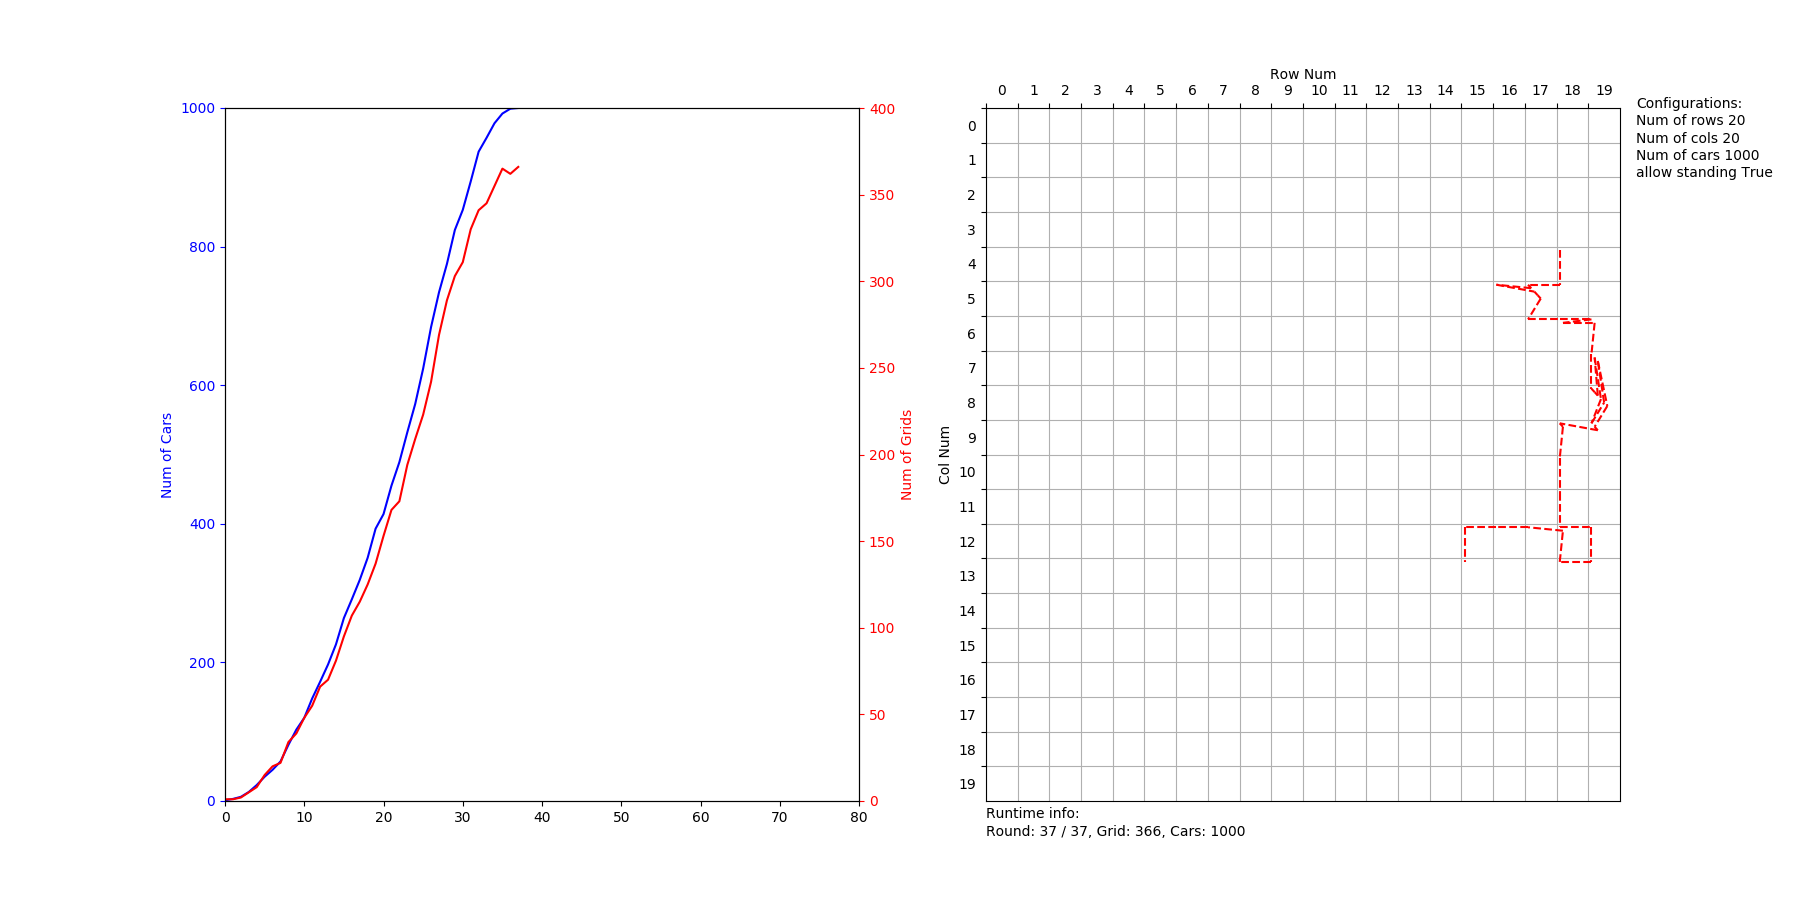 Row Num
0 1 2 3 4 5 6 7 8 9 10 11 12 13 14 15 16 17 18 19
Configurations:
Num of rows 20
Num of cols 20
Num of cars 1000
allow standing True
1000
800
600
400
200
0
Num of Cars
0 10 20 30 40 50 60 70 80
400
350
300
250
200
150
100
50
0
Num of Grids
Col Num
0
1
2
3
4
5
6
7
8
9
10
11
12
13
14
15
16
17
18
19
Runtime info:
Round: 37 / 37, Grid: 366, Cars: 1000